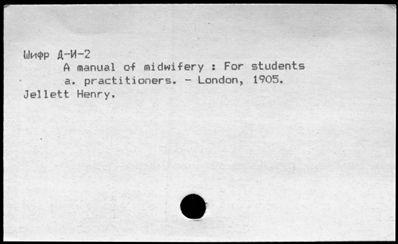 Шифр Д-И-2
A manual of midwifery : For students
a. practitioners. - London, 1905.
Jellett Henry.